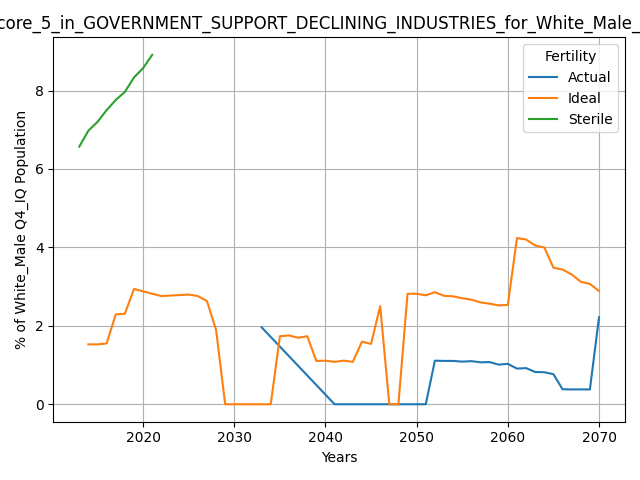 core_5_in_GOVERNMENT_SUPPORT_DECLINING_INDUSTRIES_for_White_Male_
Fertility
Actual
Ideal
Sterile
% of White_Male Q4_IQ Population
8
6
4
2
0
2020 2030 2040 2050 2060 2070
Years